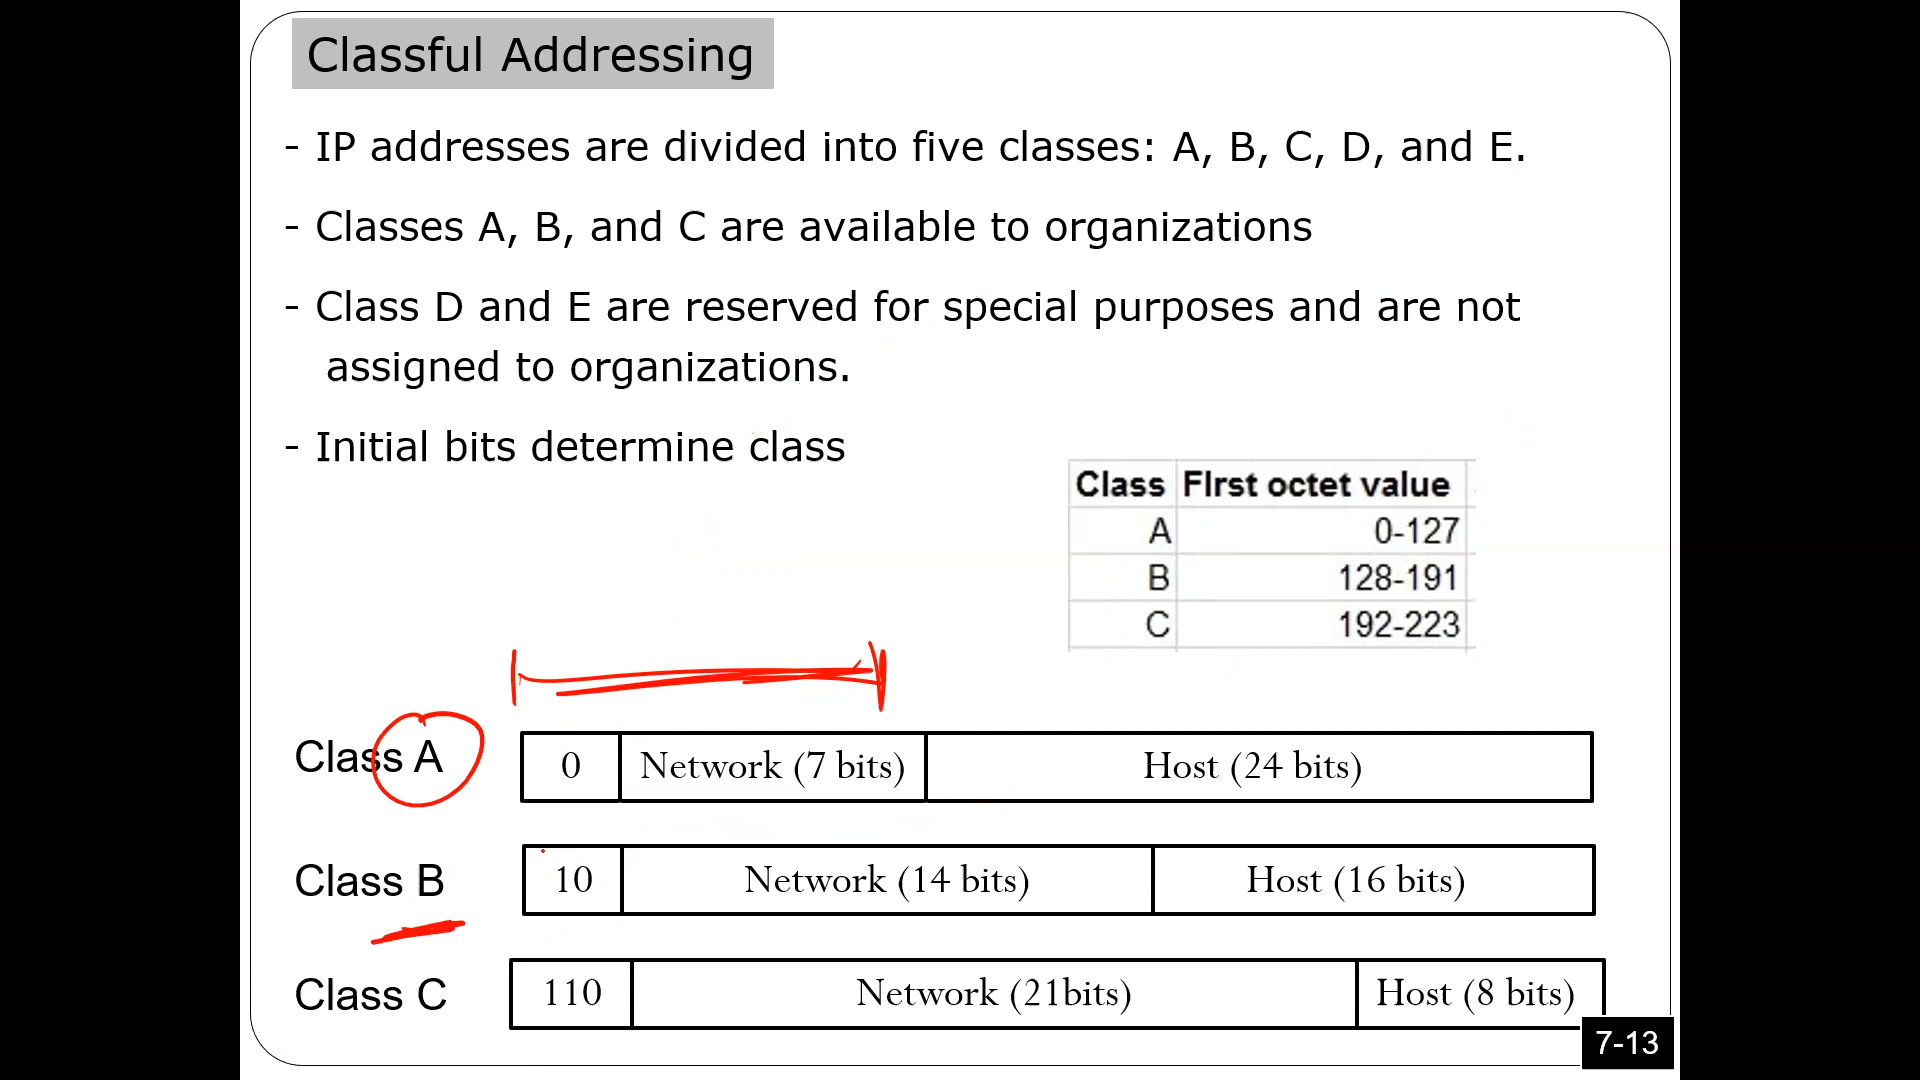 Classful Addressing
- IP addresses are divided into five classes: A, B, C, D, and E.
- Classes A, B, and C are available to organizations
- Class D and E are reserved for special purposes and are not
assigned to organizations.
- Initial bits determine class
Class FIrst octet value
A 0-127
B 128-191
C 192-223
Class A 0 Network (7 bits) Host (24 bits)
Class B 10 Network (14 bits) Host (16 bits)
Class C 110 Network (21bits) Host (8 bits)
7-13